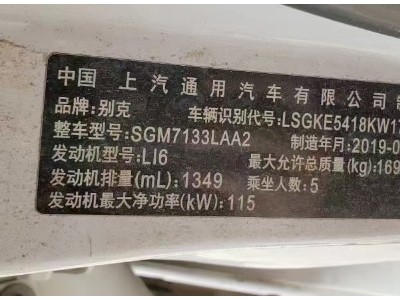 中国 上汽通用汽车有限公司制
品牌:别克 车辆识别代号:LSGKE5418KW17
整车型号:SGM7133LAA2 制造年月:2019-0
发动机型号:LI6 最大允许总质量(kg):169
发动机排量(mL):1349 乘坐人数:5
发动机最大净功率(kW):115